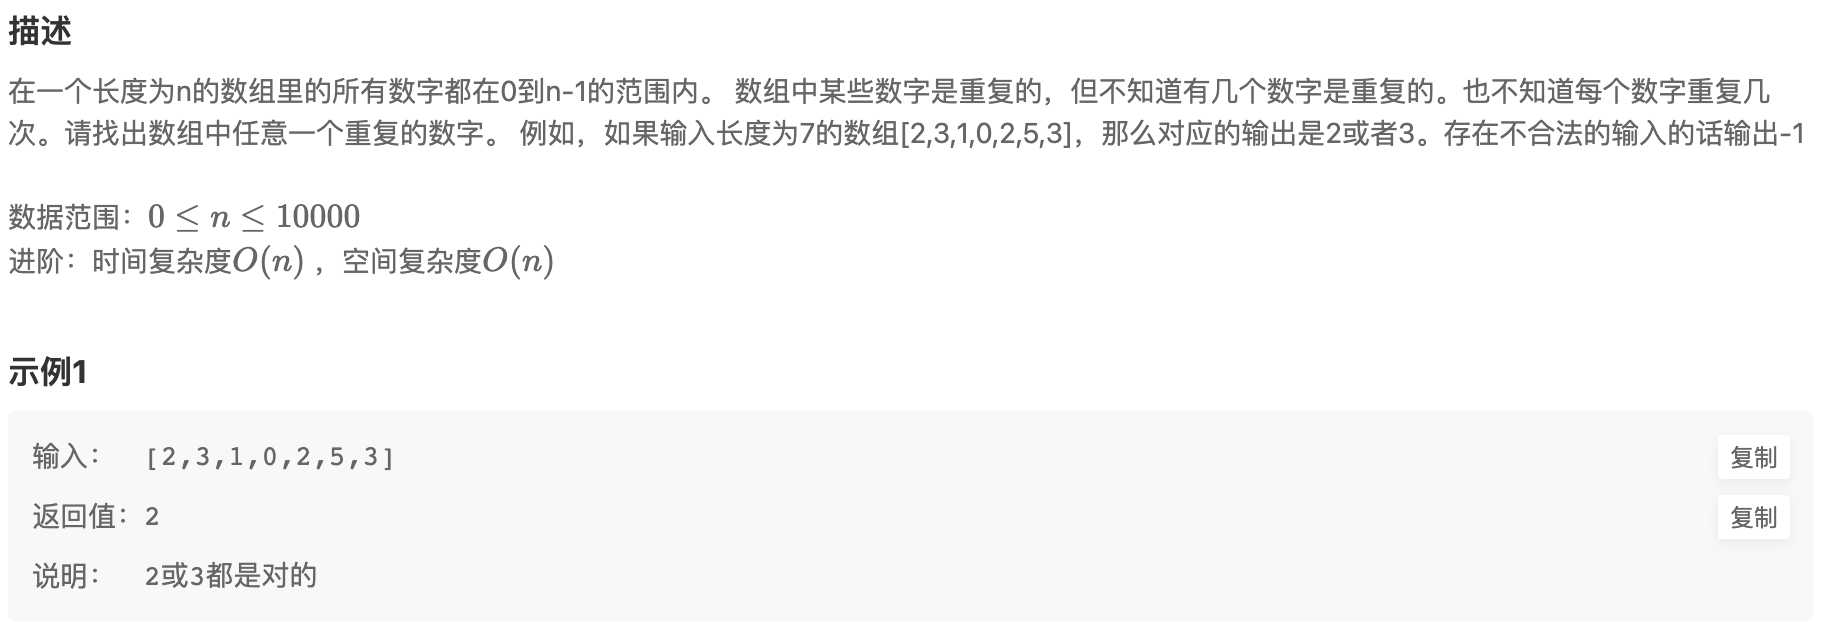 描述
在一个长度为n的数组里的所有数字都在0到n-1的范围内。 数组中某些数字是重复的，但不知道有几个数字是重复的。也不知道每个数字重复几
次。请找出数组中任意一个重复的数字。 例如，如果输入长度为7的数组[2,3,1,0,2,5,3]，那么对应的输出是2或者3。存在不合法的输入的话输出-1
数据范围：0 ≤ n ≤ 10000
进阶：时间复杂度O(n) ，空间复杂度O(n)
示例1
输入： [2,3,1,0,2,5,3] 复制
返回值：2 复制
说明： 2或3都是对的